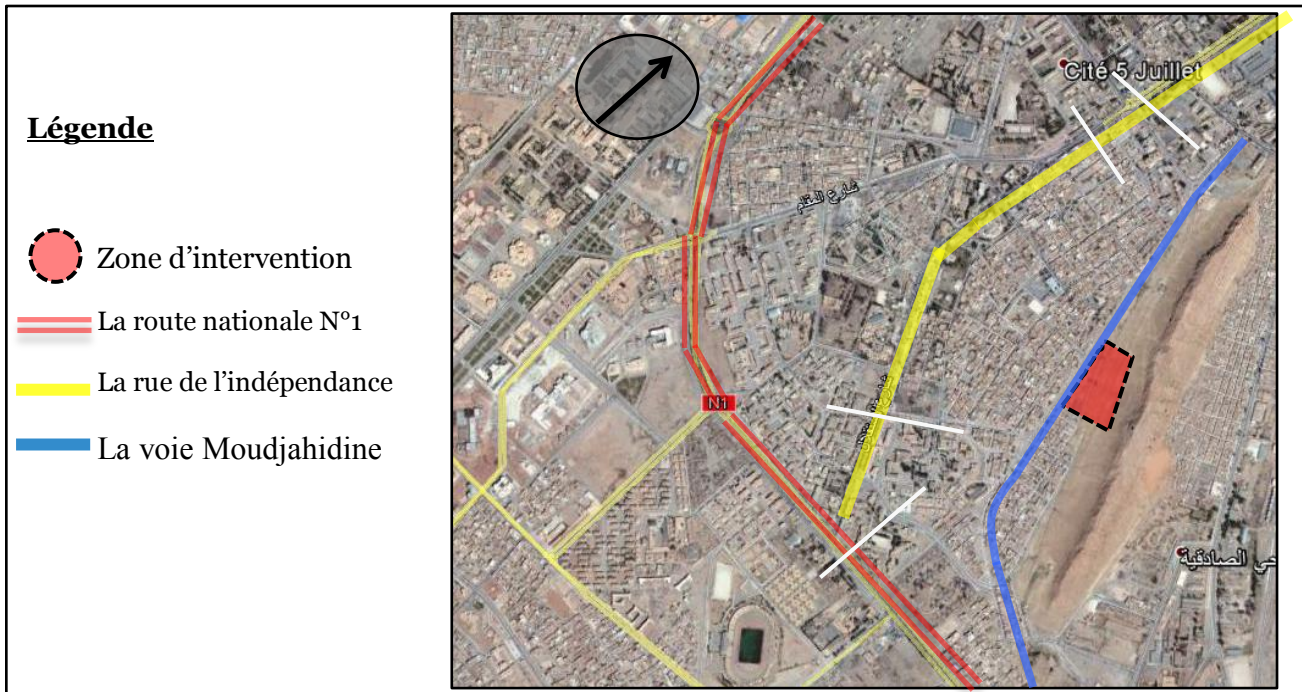 Légende
Zone d’intervention
La route nationale N°1
La rue de l’indépendance
La voie Moudjahidine
Cité 5 Juillet
شارع المقام
N1
حي الصادقية